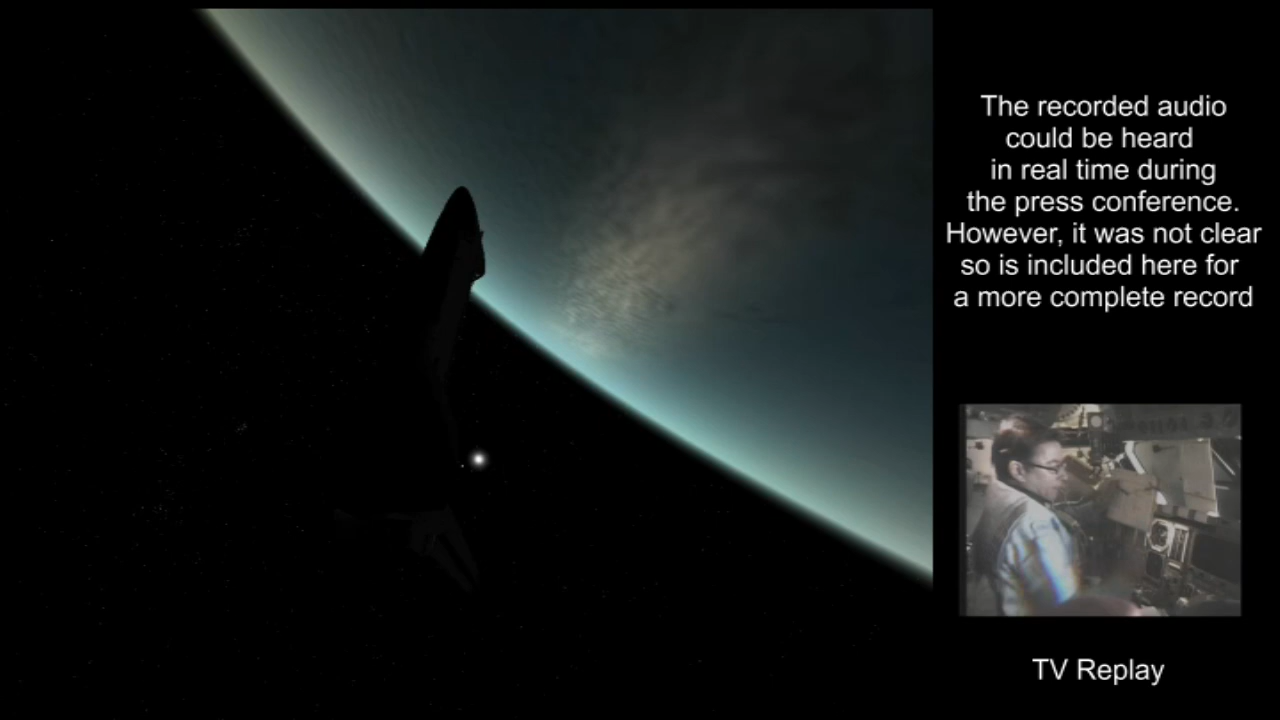 The recorded audio
could be heard
in real time during
the press conference.
However, it was not clear
so is included here for
a more complete record
TV Replay